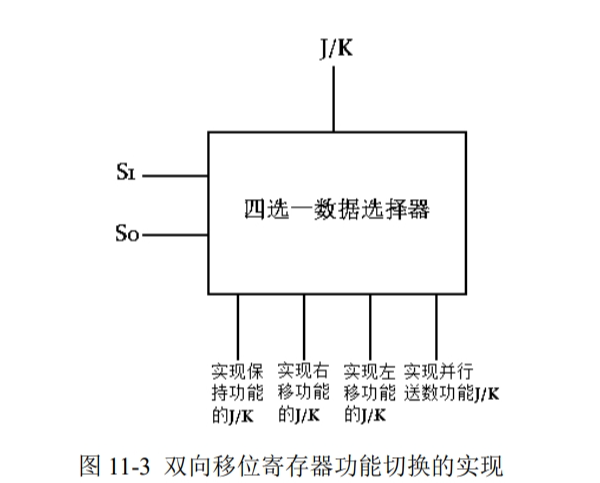 J/K
S1
四选一数据选择器
S0
实现保 实现右 实现左 实现并行
持功能 移功能 移功能 送数功能J/K
的J/K 的J/K 的J/K
图 11-3 双向移位寄存器功能切换的实现